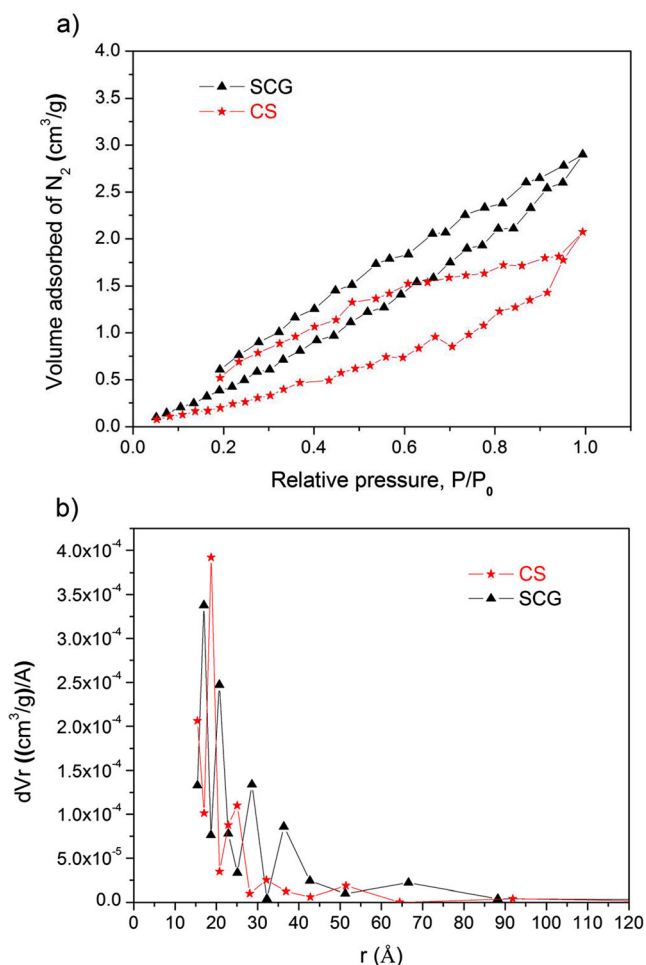 a)
4.0
3.5
3.0
2.5
2.0
1.5
1.0
0.5
0.0
Volume adsorbed of N₂ (cm³/g)
SCG
CS
0.0 0.2 0.4 0.6 0.8 1.0
Relative pressure, P/P₀
b)
4.0x10⁻⁴
3.5x10⁻⁴
3.0x10⁻⁴
2.5x10⁻⁴
2.0x10⁻⁴
1.5x10⁻⁴
1.0x10⁻⁴
5.0x10⁻⁵
0.0
dVr ((cm³/g)/A)
CS
SCG
0 10 20 30 40 50 60 70 80 90 100 110 120
r (Å)